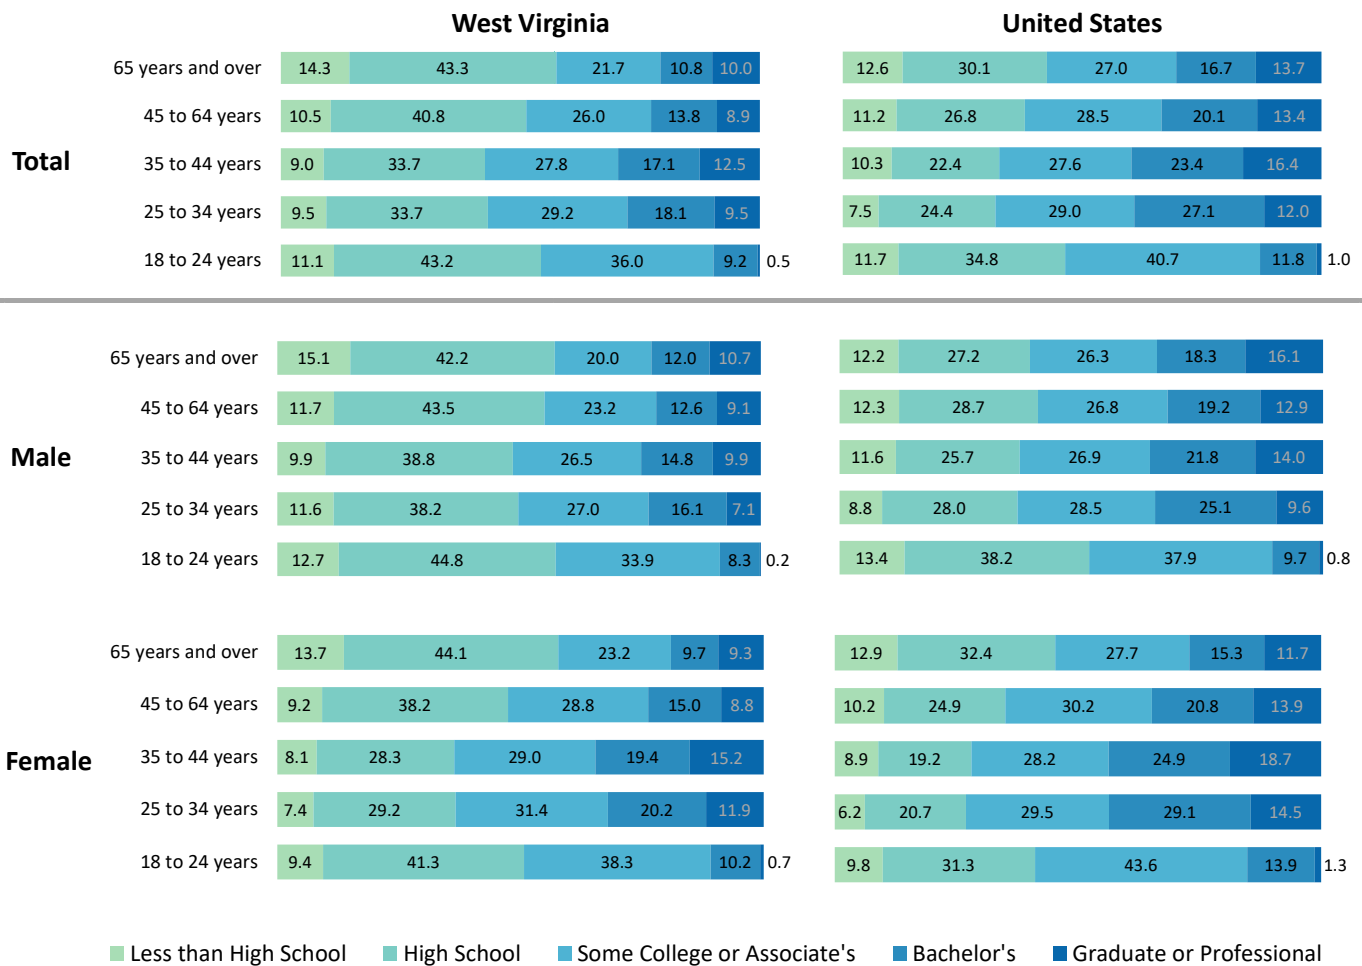 West Virginia United States
65 years and over 14.3 43.3 21.7 10.8 10.0 12.6 30.1 27.0 16.7 13.7
45 to 64 years 10.5 40.8 26.0 13.8 8.9 11.2 26.8 28.5 20.1 13.4
Total 35 to 44 years 9.0 33.7 27.8 17.1 12.5 10.3 22.4 27.6 23.4 16.4
25 to 34 years 9.5 33.7 29.2 18.1 9.5 7.5 24.4 29.0 27.1 12.0
18 to 24 years 11.1 43.2 36.0 9.2 0.5 11.7 34.8 40.7 11.8 1.0
65 years and over 15.1 42.2 20.0 12.0 10.7 12.2 27.2 26.3 18.3 16.1
45 to 64 years 11.7 43.5 23.2 12.6 9.1 12.3 28.7 26.8 19.2 12.9
Male 35 to 44 years 9.9 38.8 26.5 14.8 9.9 11.6 25.7 26.9 21.8 14.0
25 to 34 years 11.6 38.2 27.0 16.1 7.1 8.8 28.0 28.5 25.1 9.6
18 to 24 years 12.7 44.8 33.9 8.3 0.2 13.4 38.2 37.9 9.7 0.8
65 years and over 13.7 44.1 23.2 9.7 9.3 12.9 32.4 27.7 15.3 11.7
45 to 64 years 9.2 38.2 28.8 15.0 8.8 10.2 24.9 30.2 20.8 13.9
Female 35 to 44 years 8.1 28.3 29.0 19.4 15.2 8.9 19.2 28.2 24.9 18.7
25 to 34 years 7.4 29.2 31.4 20.2 11.9 6.2 20.7 29.5 29.1 14.5
18 to 24 years 9.4 41.3 38.3 10.2 0.7 9.8 31.3 43.6 13.9 1.3
Less than High School High School Some College or Associate's Bachelor's Graduate or Professional